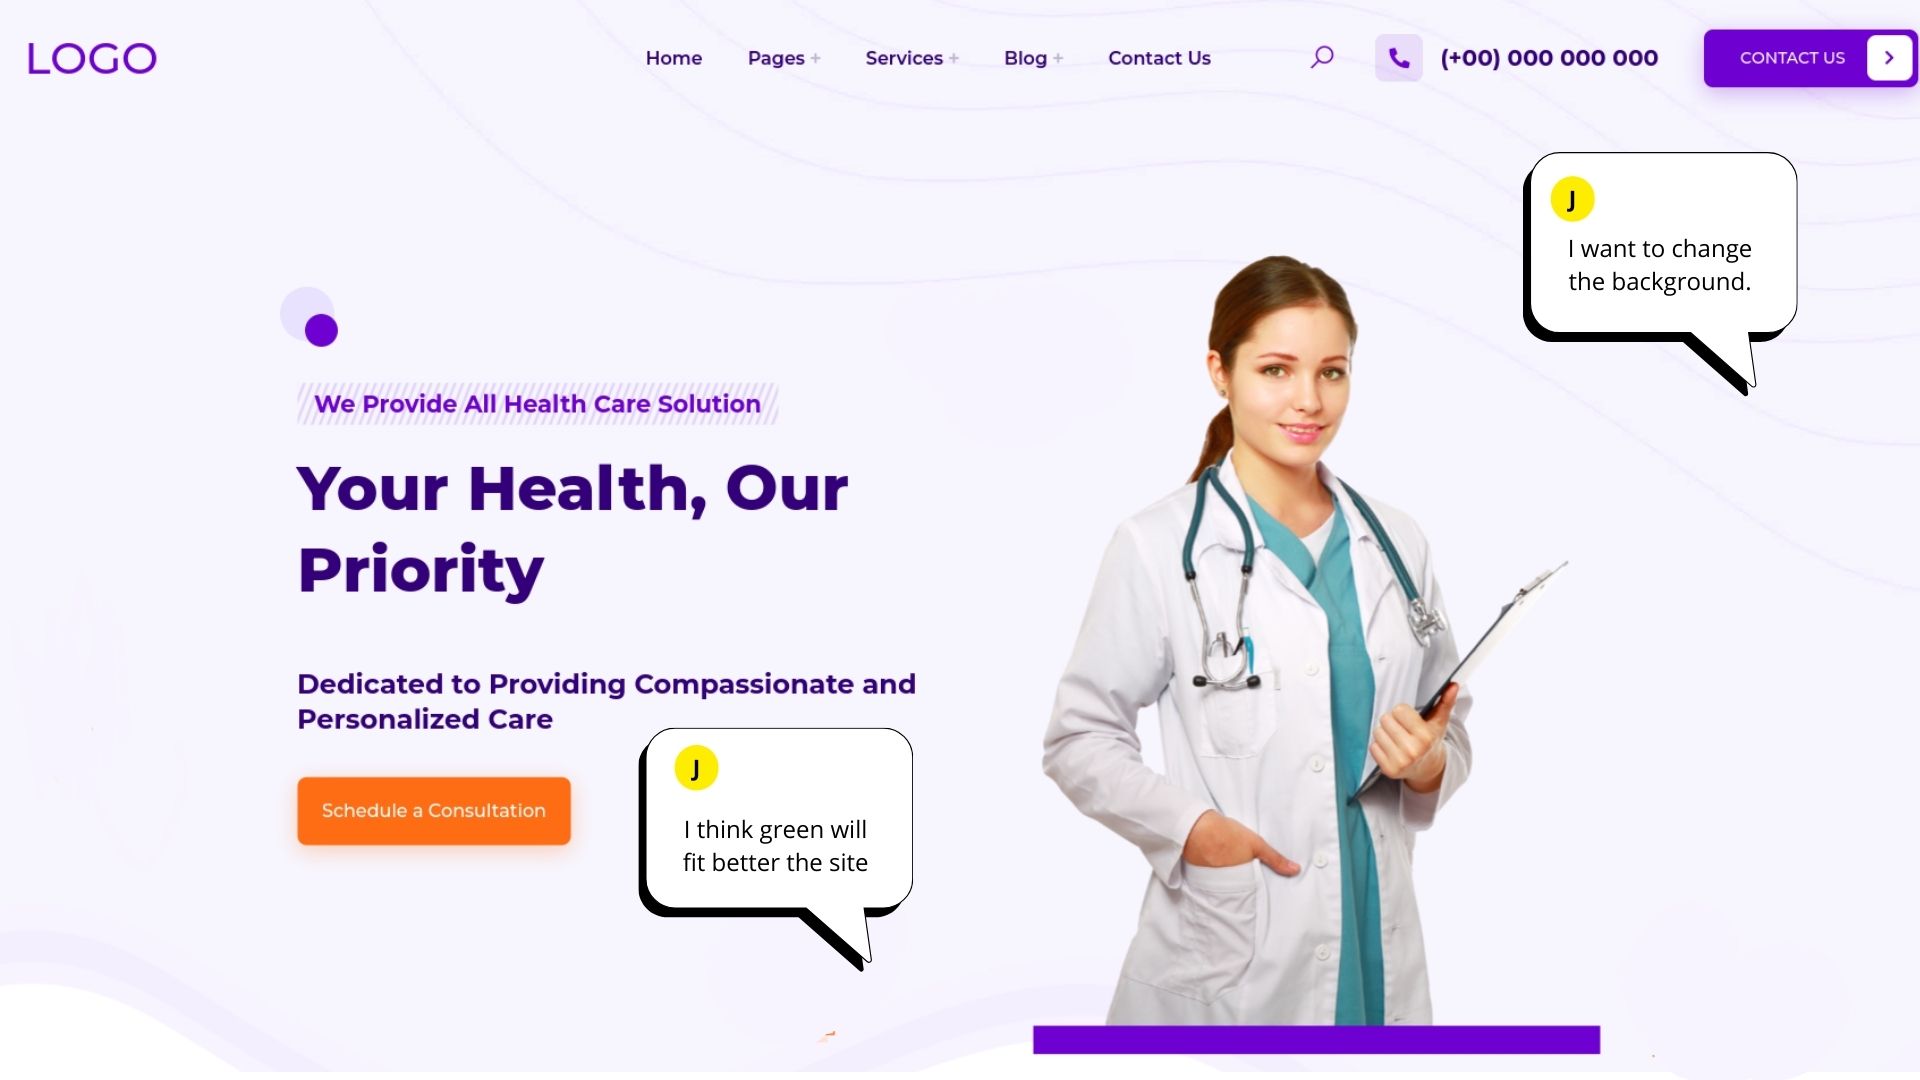 LOGO
Home
Pages +
Services +
Blog +
Contact Us
(+00) 000 000 000
CONTACT US
J
I want to change
the background.
We Provide All Health Care Solution
Your Health, Our
Priority
Dedicated to Providing Compassionate and
Personalized Care
Schedule a Consultation
J
I think green will
fit better the site